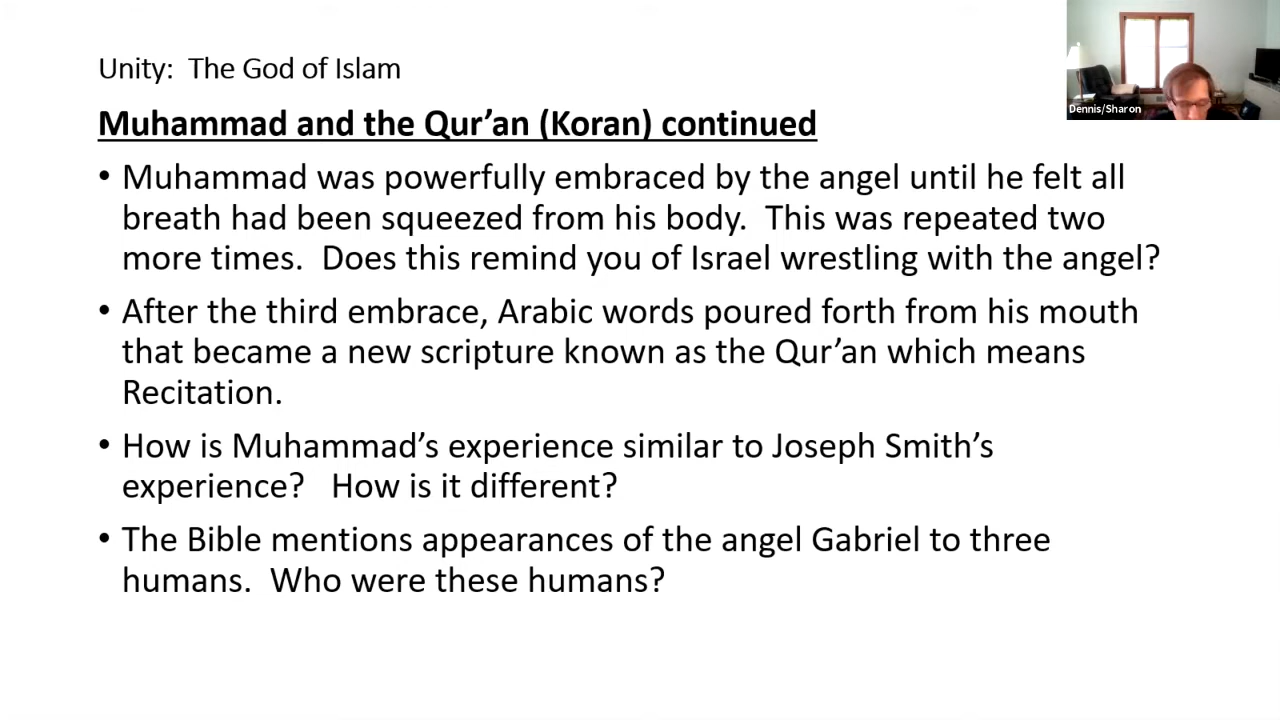 Unity:  The God of Islam
Dennis/Sharon
Muhammad and the Qur’an (Koran) continued
• Muhammad was powerfully embraced by the angel until he felt all
breath had been squeezed from his body.  This was repeated two
more times.  Does this remind you of Israel wrestling with the angel?
• After the third embrace, Arabic words poured forth from his mouth
that became a new scripture known as the Qur’an which means
Recitation.
• How is Muhammad’s experience similar to Joseph Smith’s
experience?   How is it different?
• The Bible mentions appearances of the angel Gabriel to three
humans.  Who were these humans?